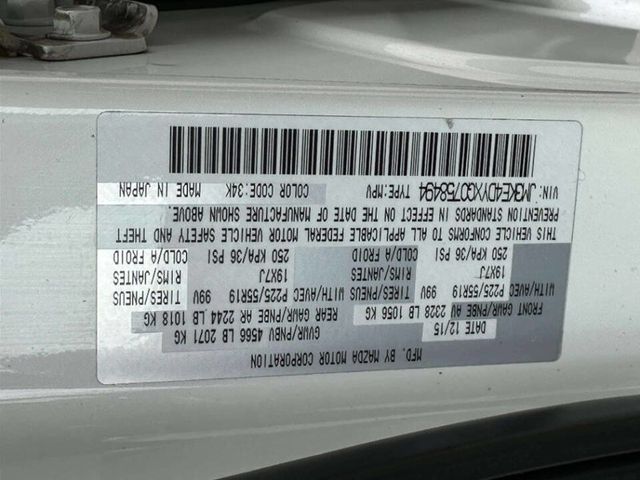 MFD. BY MAZDA MOTOR CORPORATION
DATE 12/15 GVWR/PNBV 4566 LB 2071 KG
FRONT GAWR/PNBE AV 2328 LB 1056 KG REAR GAWR/PNBE AR 2244 LB 1018 KG
WITH/AVEC P225/55R19 TIRES/PNEUS 99V WITH/AVEC P225/55R19 TIRES/PNEUS 99V
19X7J RIMS/JANTES 19X7J RIMS/JANTES
250 KPA/36 PSI COLD/A FROID 250 KPA/36 PSI COLD/A FROID
THIS VEHICLE CONFORMS TO ALL APPLICABLE FEDERAL MOTOR VEHICLE SAFETY AND THEFT
PREVENTION STANDARDS IN EFFECT ON THE DATE OF MANUFACTURE SHOWN ABOVE.
VIN: JM3KE4DYXG0758494 TYPE:MPV COLOR CODE:34K MADE IN JAPAN